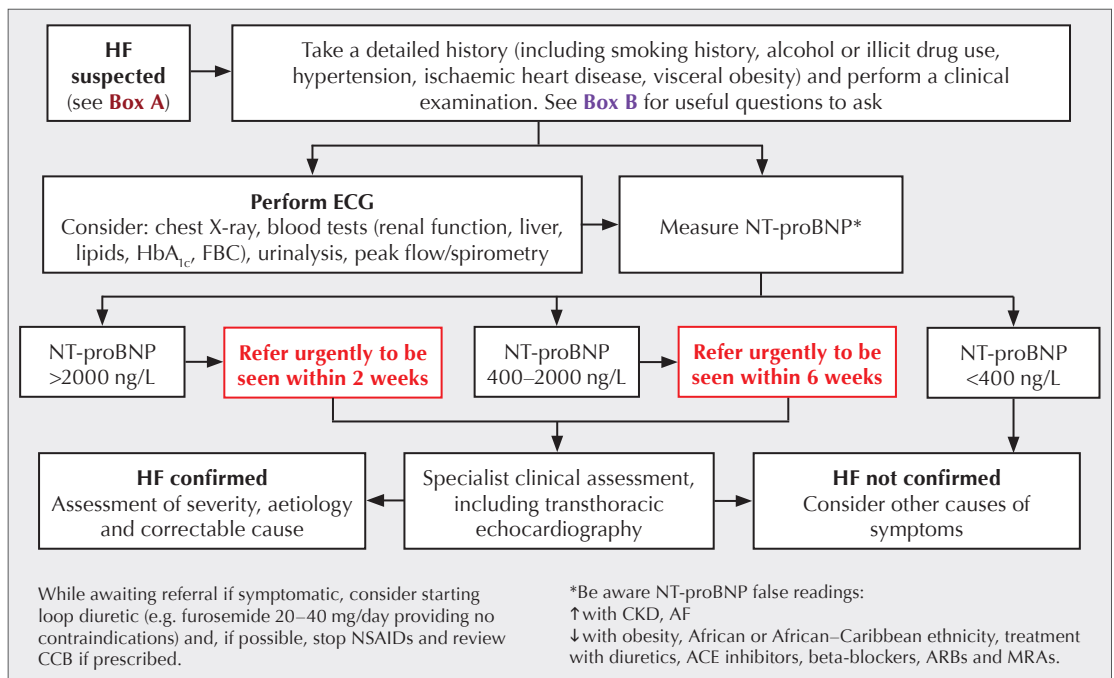 HF
suspected
(see Box A)
Take a detailed history (including smoking history, alcohol or illicit drug use,
hypertension, ischaemic heart disease, visceral obesity) and perform a clinical
examination. See Box B for useful questions to ask
Perform ECG
Consider: chest X-ray, blood tests (renal function, liver,
lipids, HbA1c, FBC), urinalysis, peak flow/spirometry
Measure NT-proBNP*
NT-proBNP
>2000 ng/L
Refer urgently to be
seen within 2 weeks
NT-proBNP
400–2000 ng/L
Refer urgently to be
seen within 6 weeks
NT-proBNP
<400 ng/L
HF confirmed
Assessment of severity, aetiology
and correctable cause
Specialist clinical assessment,
including transthoracic
echocardiography
HF not confirmed
Consider other causes of
symptoms
While awaiting referral if symptomatic, consider starting
loop diuretic (e.g. furosemide 20–40 mg/day providing no
contraindications) and, if possible, stop NSAIDs and review
CCB if prescribed.
*Be aware NT-proBNP false readings:
↑with CKD, AF
↓with obesity, African or African–Caribbean ethnicity, treatment
with diuretics, ACE inhibitors, beta-blockers, ARBs and MRAs.